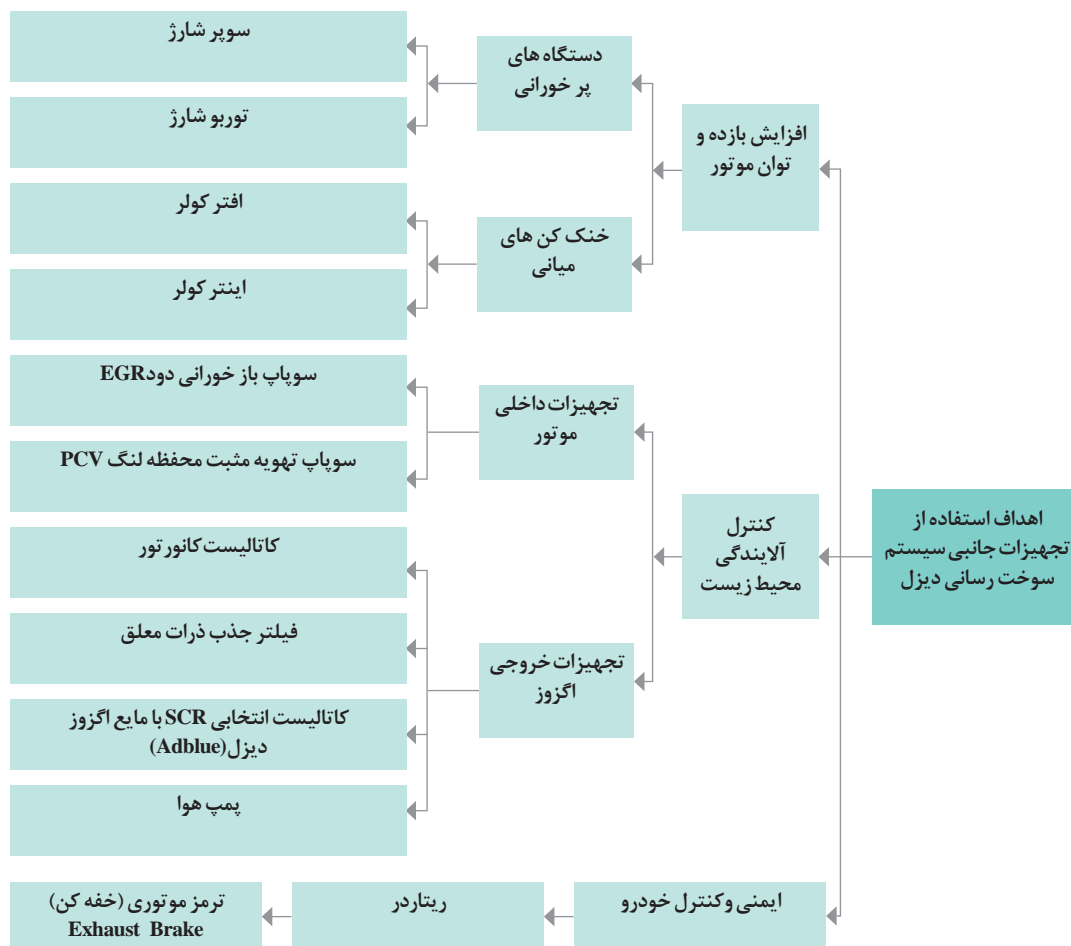 اهداف استفاده از
تجهیزات جانبی سیستم
سوخت رسانی دیزل
افزایش بازده و
توان موتور
دستگاه های
پر خورانی
سوپر شارژ
توربو شارژ
خنک کن های
میانی
افتر کولر
اینتر کولر
کنترل
آلایندگی
محیط زیست
تجهیزات داخلی
موتور
سوپاپ باز خورانی دود EGR
سوپاپ تهویه مثبت محفظه لنگ PCV
تجهیزات خروجی
اگزوز
کاتالیست کانور تور
فیلتر جذب ذرات معلق
کاتالیست انتخابی SCR با مایع اگزوز
دیزل (Adblue)
پمپ هوا
ایمنی و کنترل خودرو
ریتاردر
ترمز موتوری (خفه کن)
Exhaust Brake